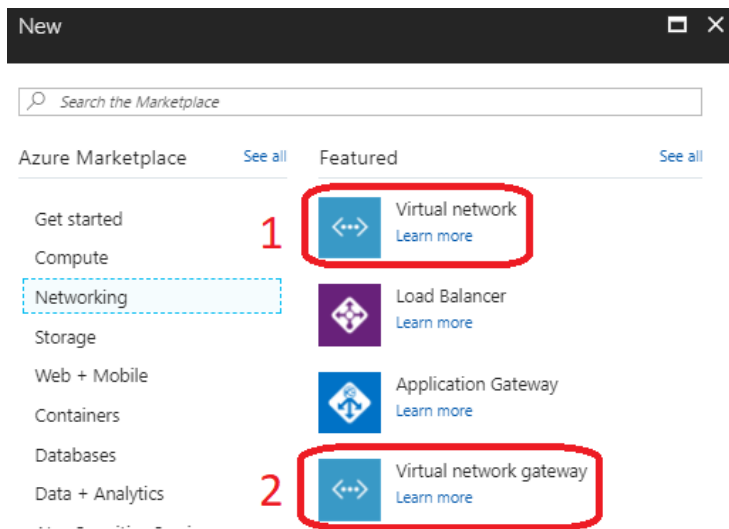 New
Search the Marketplace
Azure Marketplace See all
Featured See all
Get started
Compute
Networking
Storage
Web + Mobile
Containers
Databases
Data + Analytics
1
Virtual network
Learn more
Load Balancer
Learn more
Application Gateway
Learn more
2
Virtual network gateway
Learn more